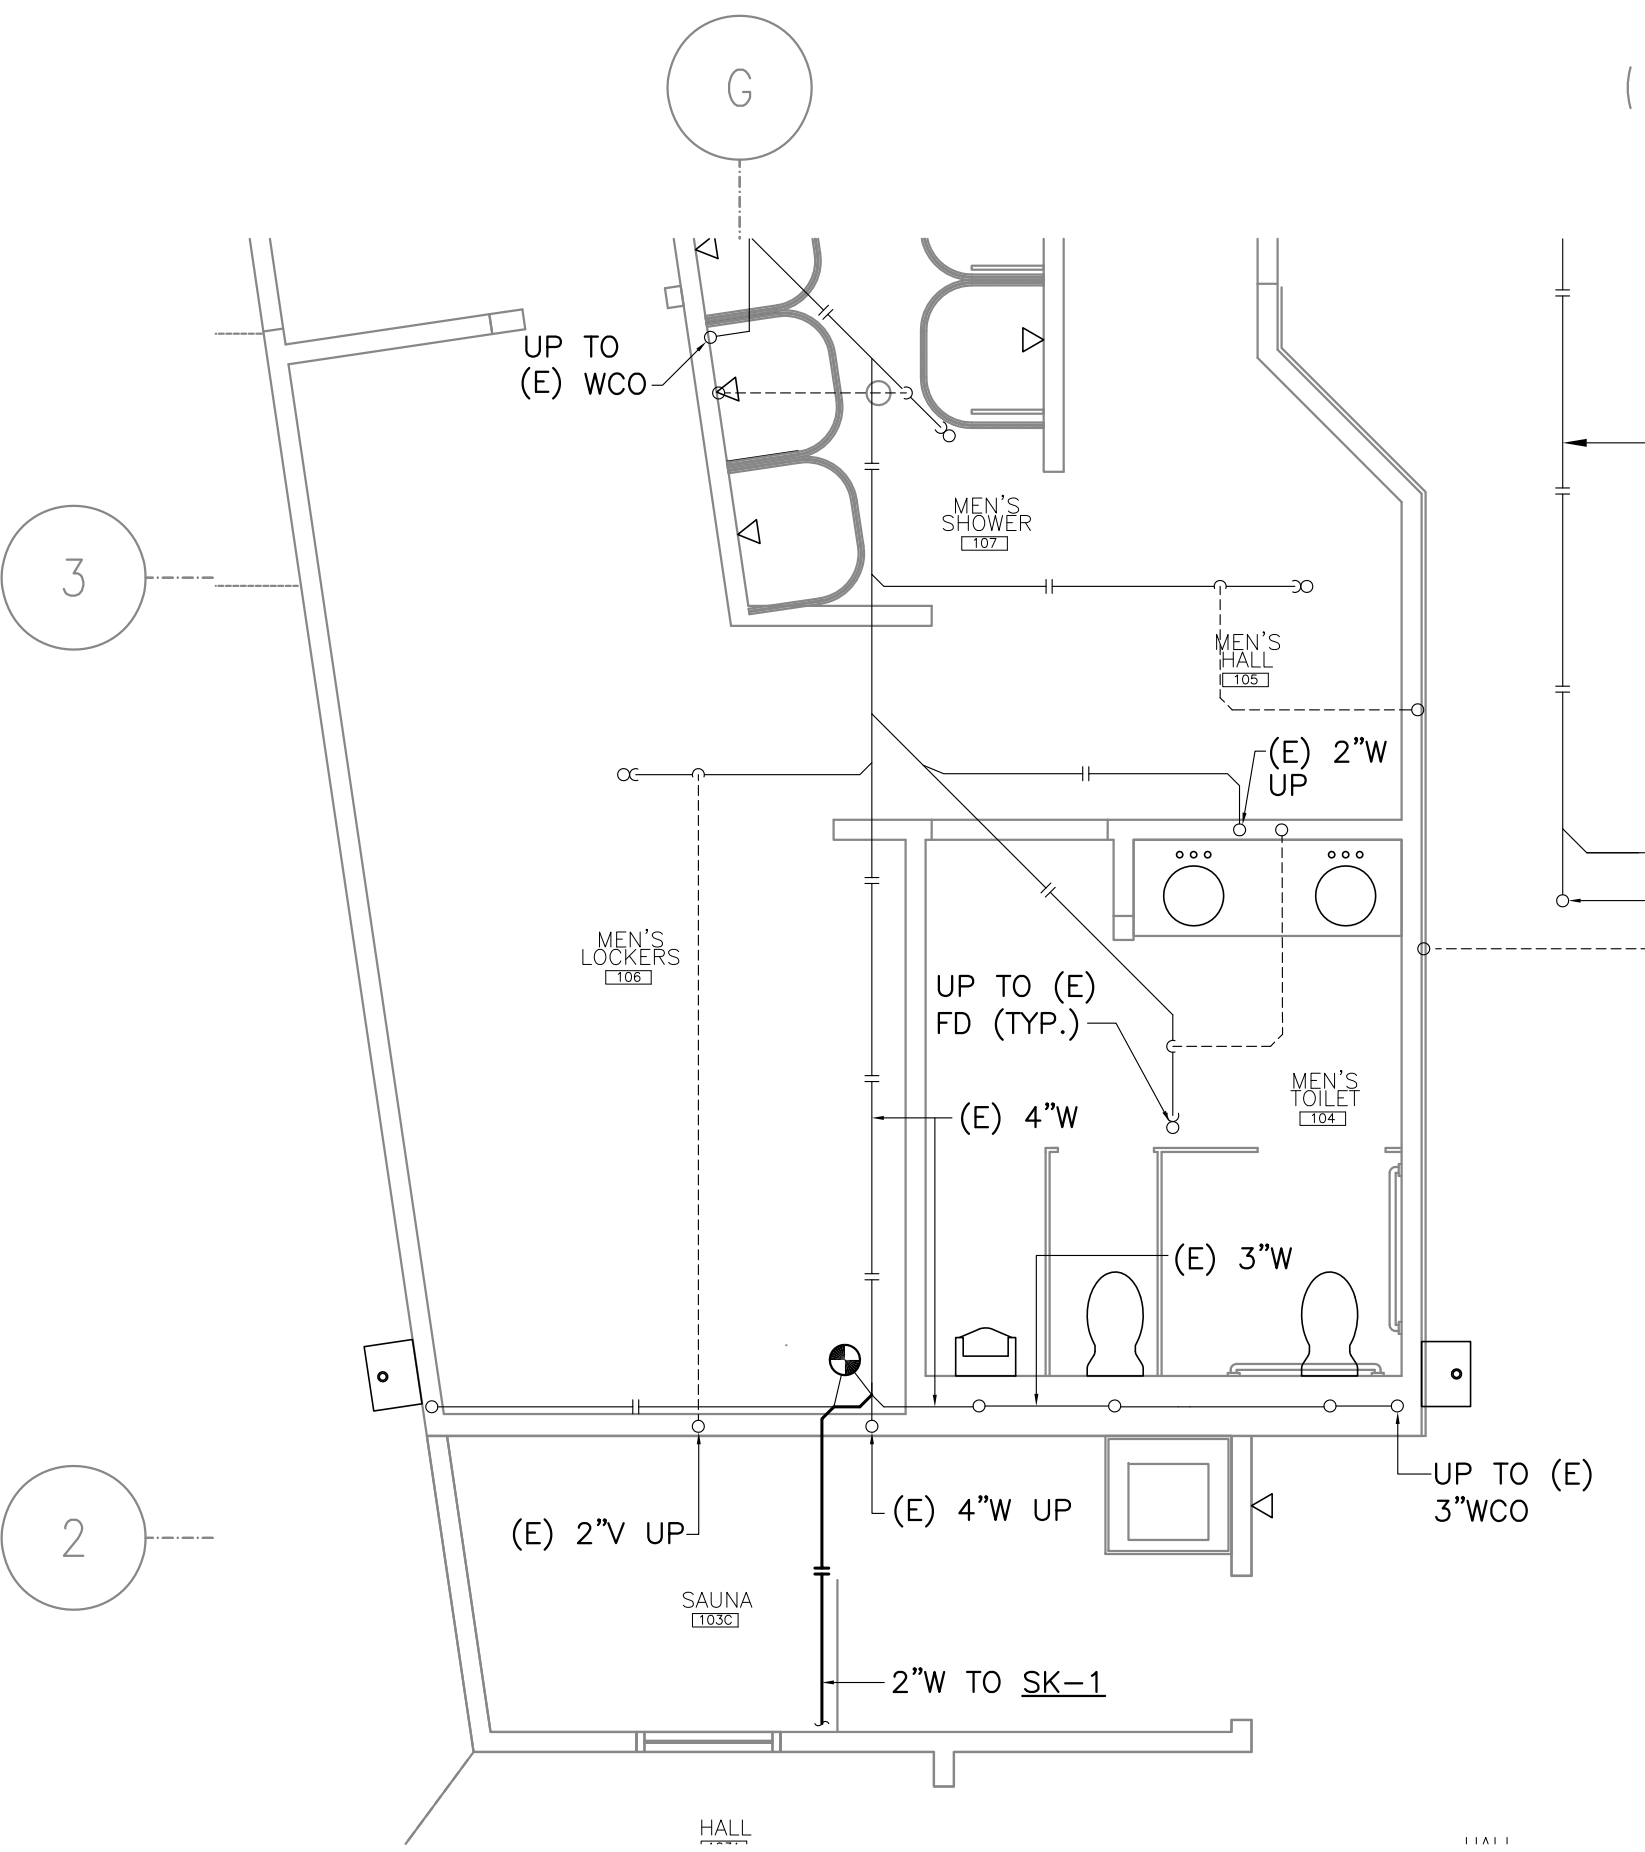 G
UP TO
(E) WCO
3
MEN'S
SHOWER
107
MEN'S
HALL
105
(E) 2"W
UP
MEN'S
LOCKERS
106
UP TO (E)
FD (TYP.)
MEN'S
TOILET
104
(E) 4"W
(E) 3"W
UP TO (E)
3"WCO
(E) 4"W UP
(E) 2"V UP
2
SAUNA
103C
2"W TO SK-1
HALL